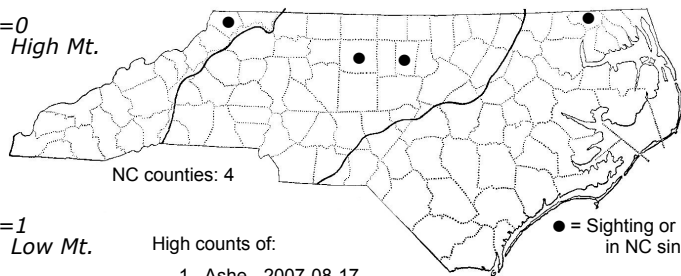 =0
High Mt.
NC counties: 4
=1
Low Mt.
High counts of:
● = Sighting or
in NC sin
1 - Ashe - 2007-08-17